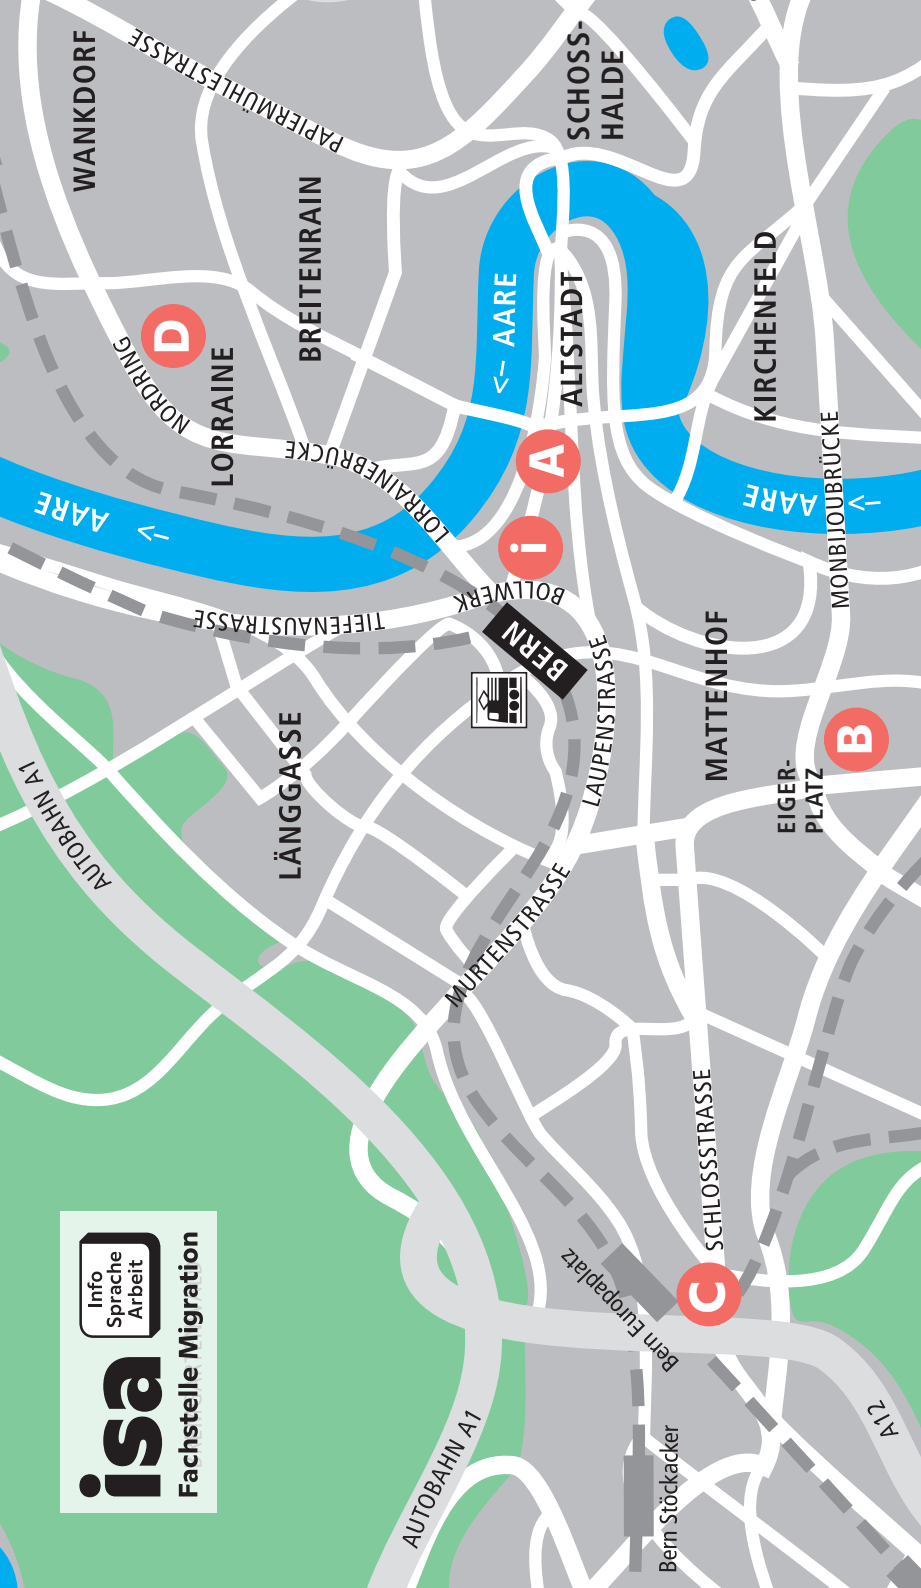 isa
Info
Sprache
Arbeit
Fachstelle Migration
AUTOBAHN A1
AUTOBAHN A1
A12
AARE
<–
TIEFENAUSTRASSE
LÄNGGASSE
NORDRING
D
LORRAINE
WANKDORF
PAPIERMÜHLESTRASSE
BREITENRAIN
LORRAINEBRÜCKE
<– AARE
BOLLWERK
BERN
i
A
ALTSTADT
SCHOSS-
HALDE
MURTENSTRASSE
LAUPENSTRASSE
MATTENHOF
KIRCHENFELD
AARE
<–
MONBIJOUBRÜCKE
EIGER-
PLATZ
B
SCHLOSSSTRASSE
C
Bern Europaplatz
Bern Stöckacker